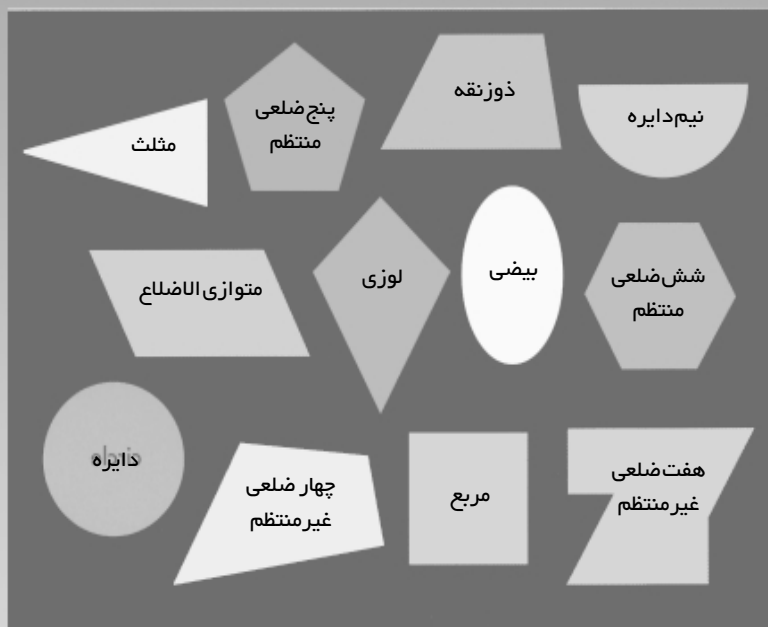 نیم‌دایره
ذوزنقه
پنج‌ضلعی
منتظم
مثلث
شش‌ضلعی
منتظم
بیضی
لوزی
متوازی‌الاضلاع
هفت‌ضلعی
غیرمنتظم
مربع
چهار ضلعی
غیرمنتظم
دایره